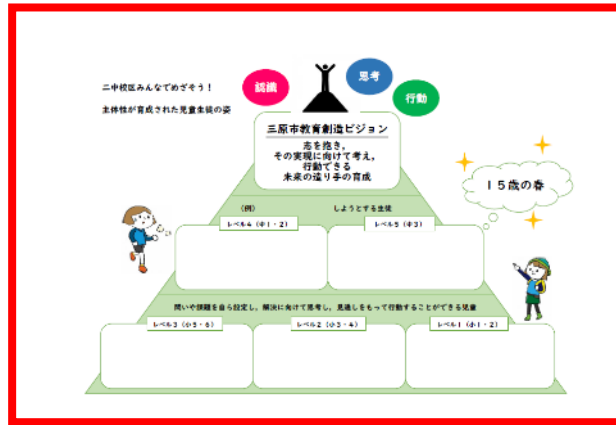 二中校区みんなでめざそう！
主体性が育成された児童生徒の姿
認識
思考
行動
三原市教育創造ビジョン
志を抱き，
その実現に向けて考え，
行動できる
未来の造り手の育成
１５歳の春
（例）　しようとする生徒
レベル４（中１・２）
レベル５（中３）
問いや課題を自ら設定し，解決に向けて思考し，見通しをもって行動することができる児童
レベル３（小５・６）
レベル２（小３・４）
レベル１（小１・２）